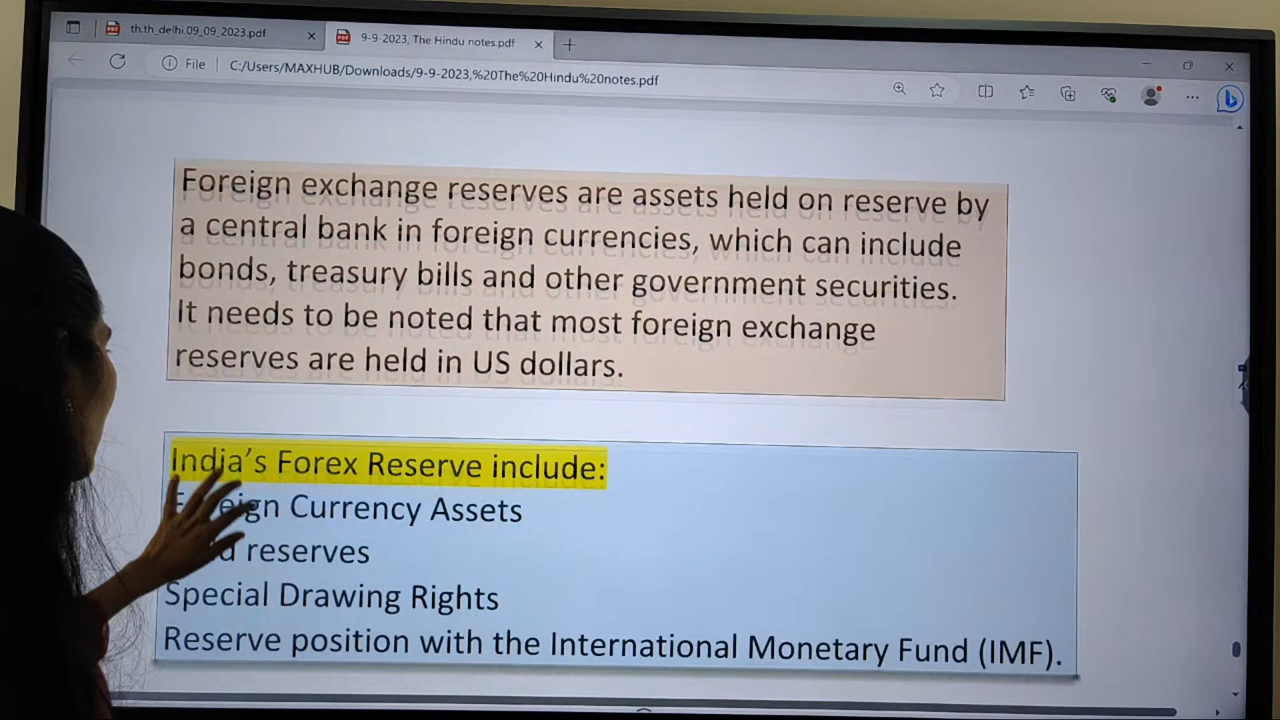 th.th_delhi.09_09_2023.pdf
9-9-2023, The Hindu notes.pdf
File
C:/Users/MAXHUB/Downloads/9-9-2023,%20The%20Hindu%20notes.pdf
Foreign exchange reserves are assets held on reserve by
a central bank in foreign currencies, which can include
bonds, treasury bills and other government securities.
It needs to be noted that most foreign exchange
reserves are held in US dollars.
India's Forex Reserve include:
Foreign Currency Assets
reserves
Special Drawing Rights
Reserve position with the International Monetary Fund (IMF).